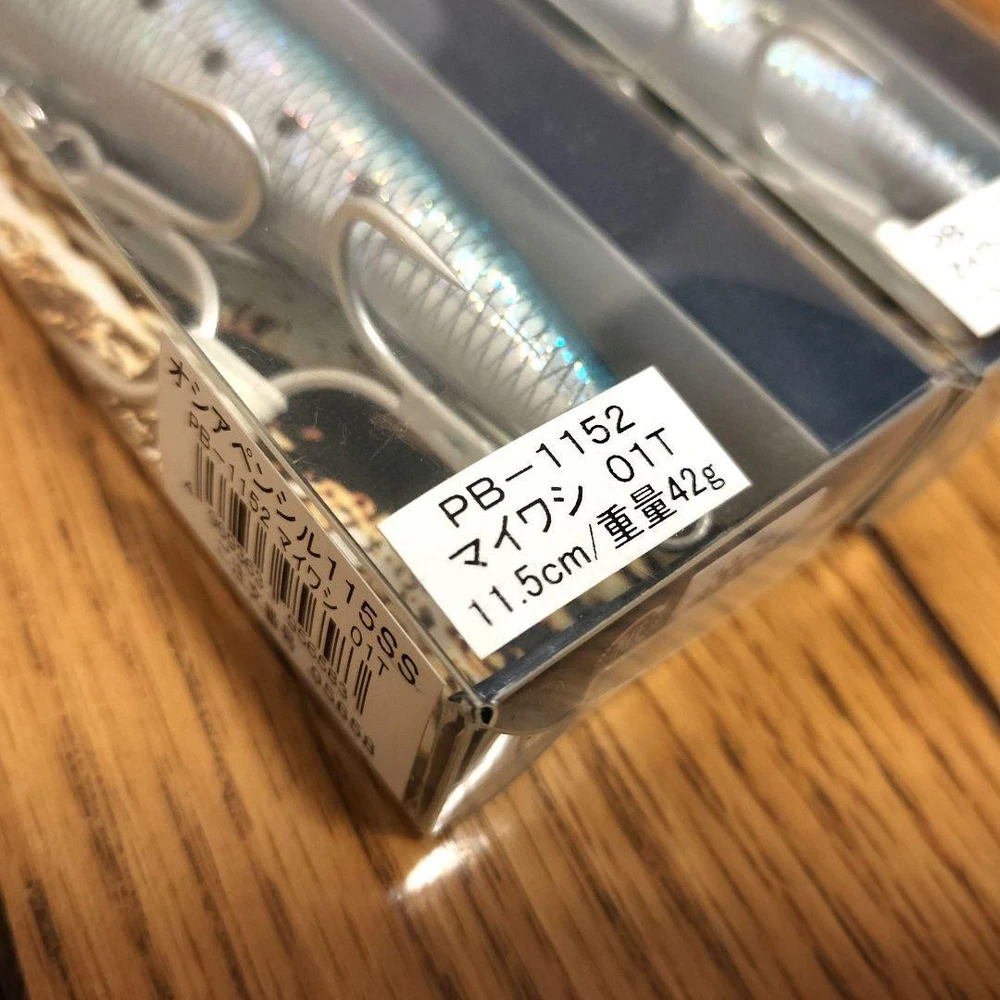 PB-1152
マイワシ 01T
11.5cm/重量42g
オシアペンシル115SS
PB-1152 マイワシ 01T